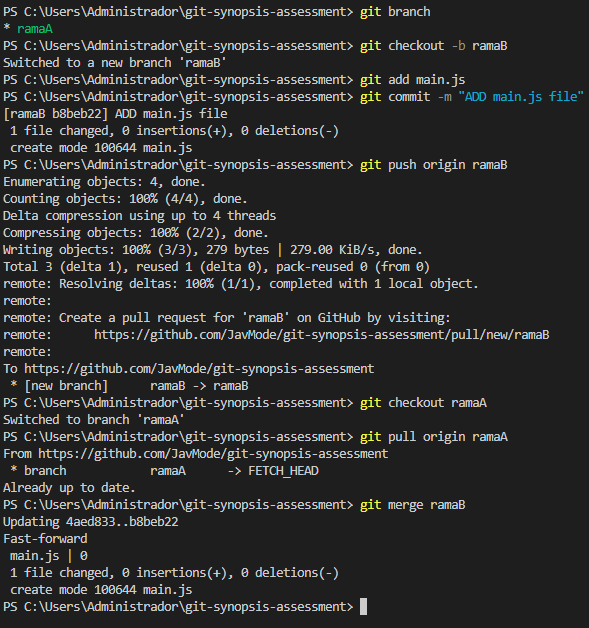 PS C:\Users\Administrador\git-synopsis-assessment> git branch
* ramaA
PS C:\Users\Administrador\git-synopsis-assessment> git checkout -b ramaB
Switched to a new branch 'ramaB'
PS C:\Users\Administrador\git-synopsis-assessment> git add main.js
PS C:\Users\Administrador\git-synopsis-assessment> git commit -m "ADD main.js file"
[ramaB b8beb22] ADD main.js file
 1 file changed, 0 insertions(+), 0 deletions(-)
 create mode 100644 main.js
PS C:\Users\Administrador\git-synopsis-assessment> git push origin ramaB
Enumerating objects: 4, done.
Counting objects: 100% (4/4), done.
Delta compression using up to 4 threads
Compressing objects: 100% (2/2), done.
Writing objects: 100% (3/3), 279 bytes | 279.00 KiB/s, done.
Total 3 (delta 1), reused 1 (delta 0), pack-reused 0 (from 0)
remote: Resolving deltas: 100% (1/1), completed with 1 local object.
remote:
remote: Create a pull request for 'ramaB' on GitHub by visiting:
remote:      https://github.com/JavMode/git-synopsis-assessment/pull/new/ramaB
remote:
To https://github.com/JavMode/git-synopsis-assessment
 * [new branch]      ramaB -> ramaB
PS C:\Users\Administrador\git-synopsis-assessment> git checkout ramaA
Switched to branch 'ramaA'
PS C:\Users\Administrador\git-synopsis-assessment> git pull origin ramaA
From https://github.com/JavMode/git-synopsis-assessment
 * branch            ramaA      -> FETCH_HEAD
Already up to date.
PS C:\Users\Administrador\git-synopsis-assessment> git merge ramaB
Updating 4aed833..b8beb22
Fast-forward
 main.js | 0
 1 file changed, 0 insertions(+), 0 deletions(-)
 create mode 100644 main.js
PS C:\Users\Administrador\git-synopsis-assessment>